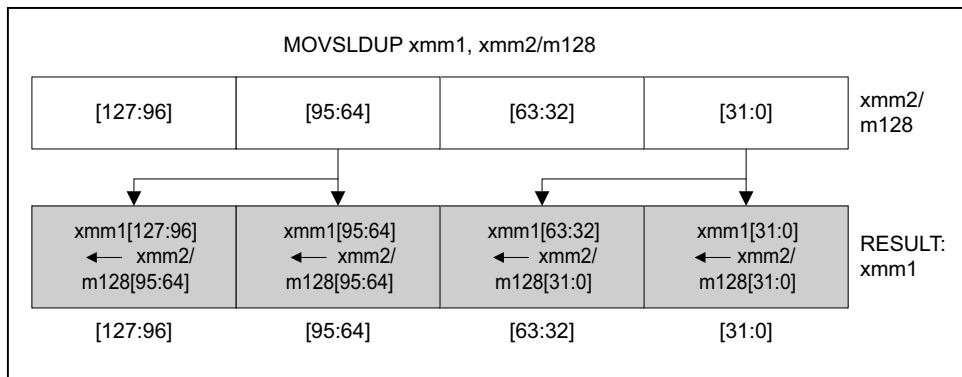 MOVSLDUP xmm1, xmm2/m128
[127:96] [95:64] [63:32] [31:0] xmm2/
m128
xmm1[127:96] xmm1[95:64] xmm1[63:32] xmm1[31:0] RESULT:
← xmm2/ ← xmm2/ ← xmm2/ ← xmm2/ xmm1
m128[95:64] m128[95:64] m128[31:0] m128[31:0]
[127:96] [95:64] [63:32] [31:0]